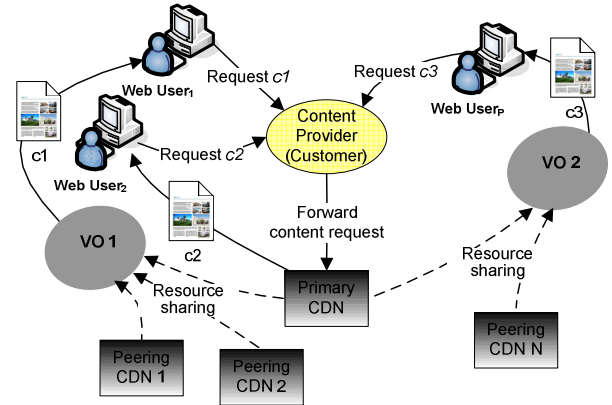 Web User1
Request c1
Request c3
Web UserP
c3
c1
Content
Provider
(Customer)
Request c2
Web User2
VO 2
c2
Forward
content request
VO 1
Resource
sharing
Primary
CDN
Resource
sharing
Peering
CDN N
Peering
CDN 1
Peering
CDN 2